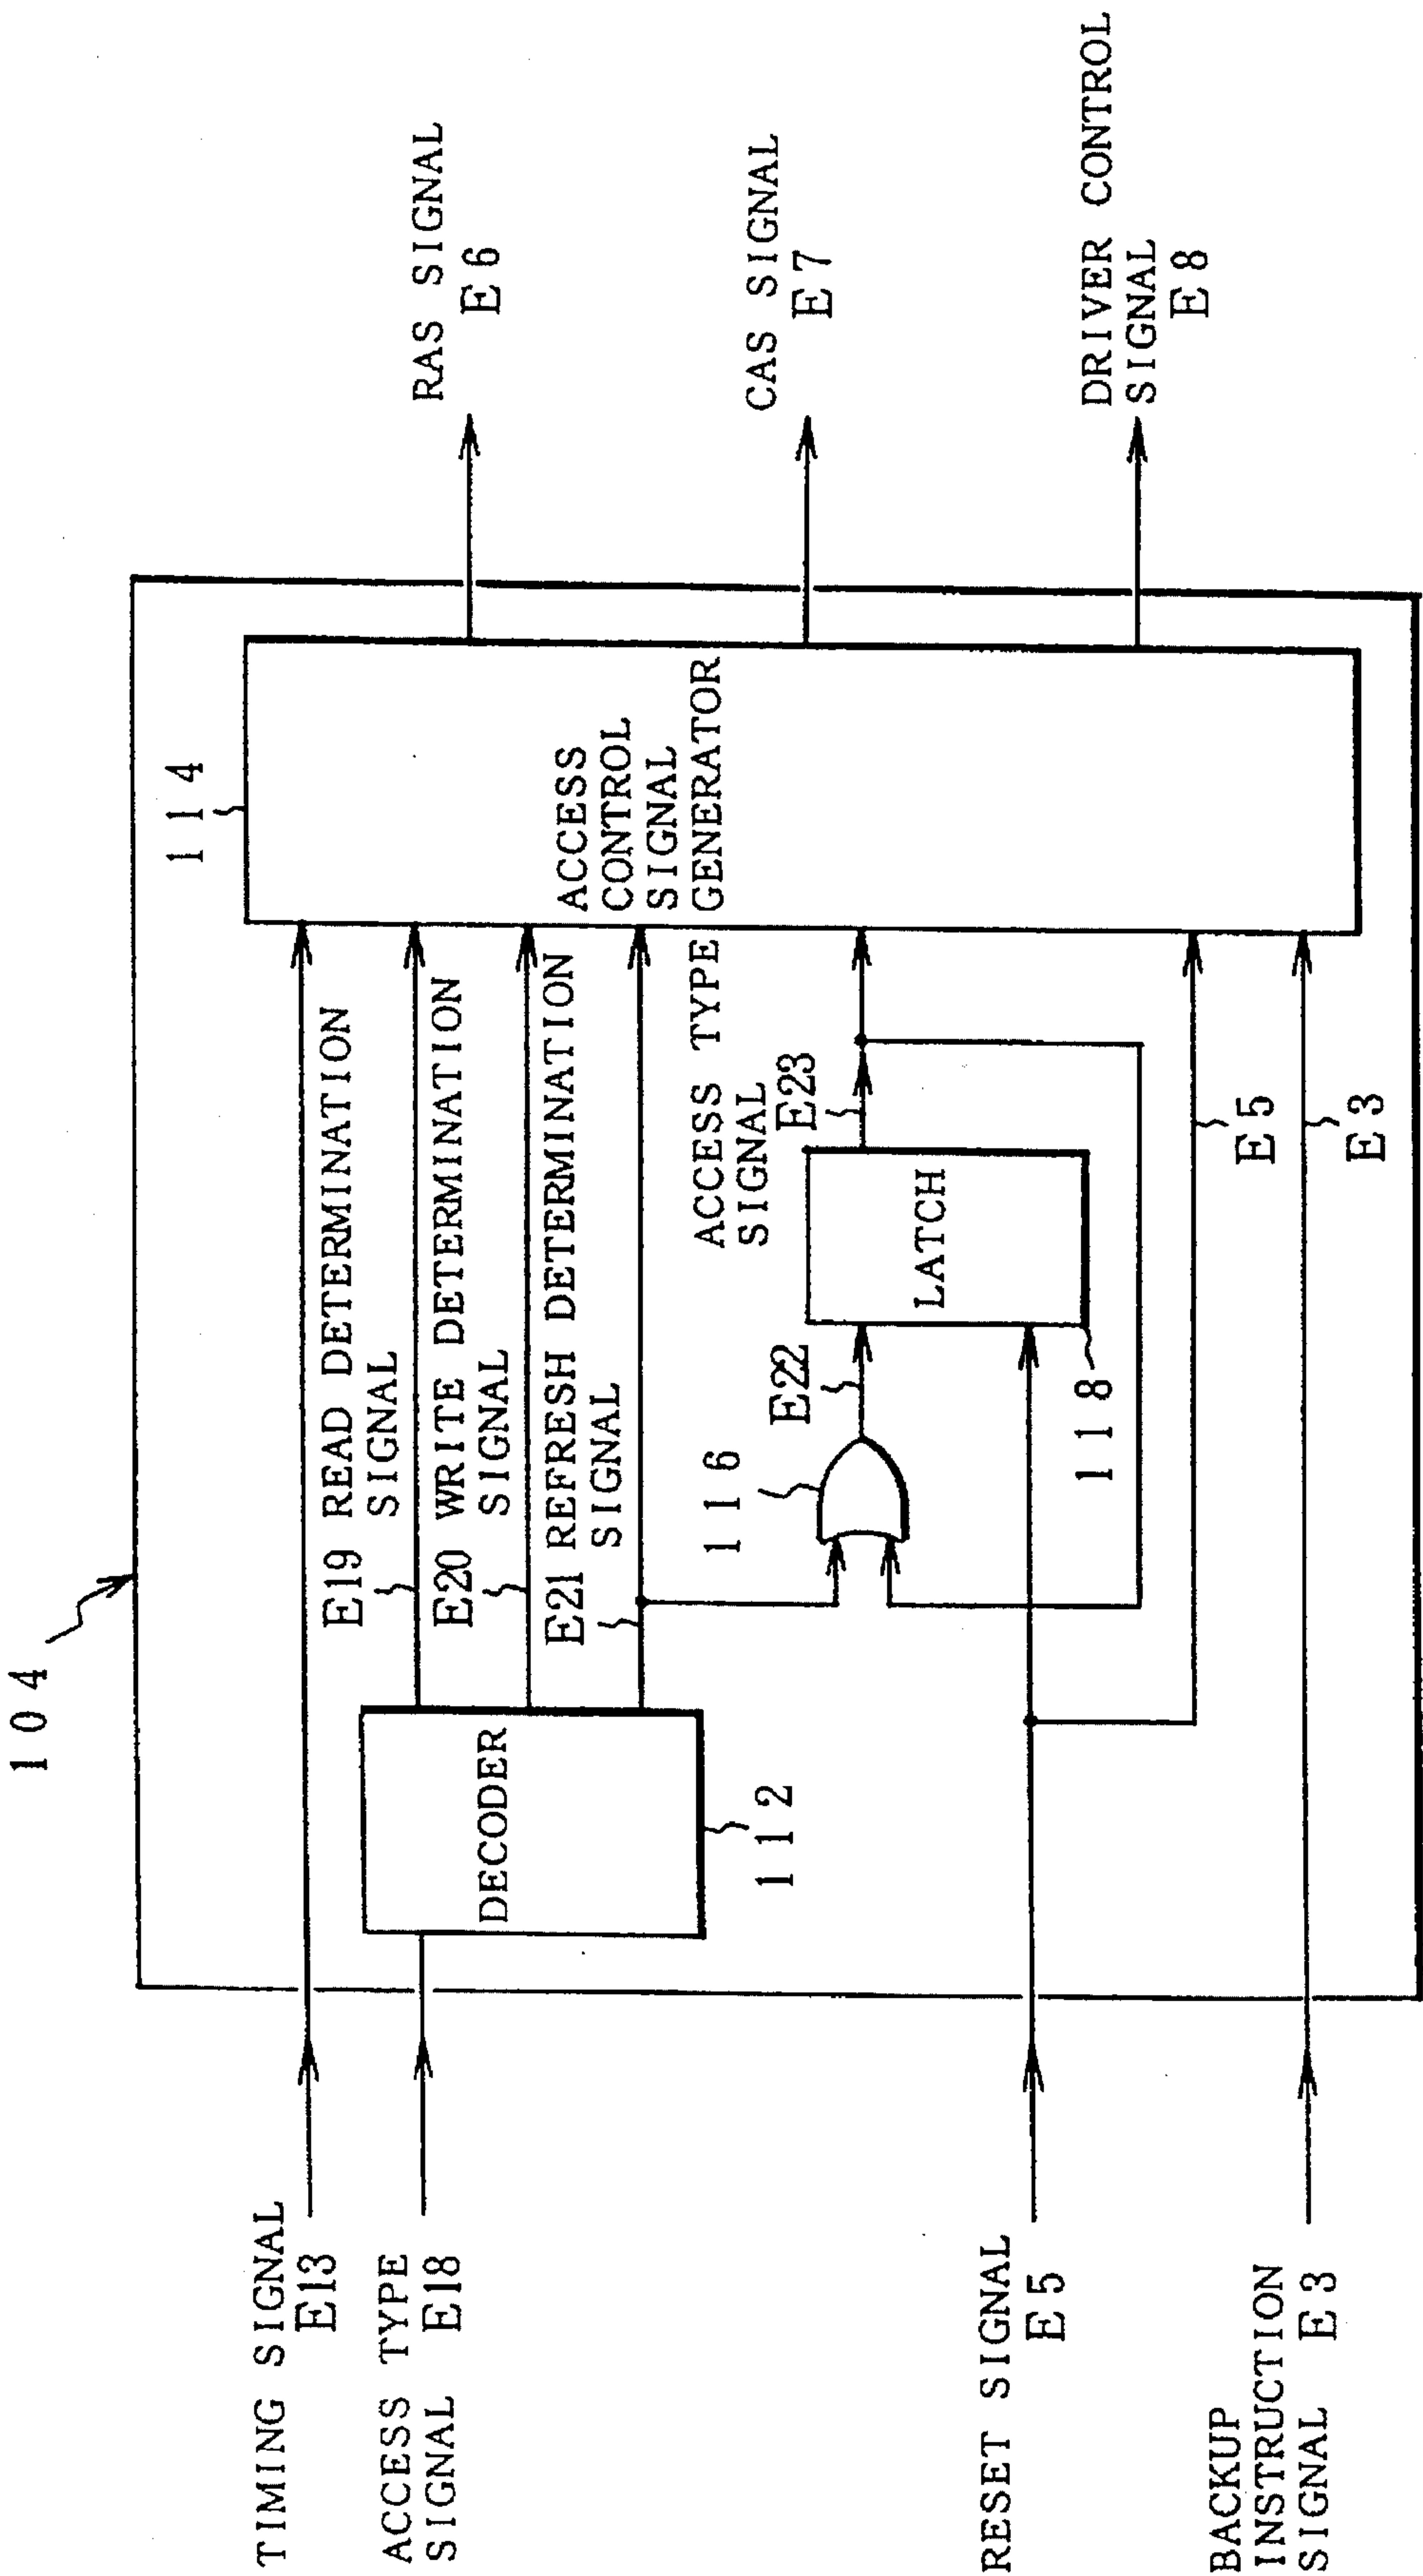 104
TIMING SIGNAL
E13
ACCESS TYPE
SIGNAL E18
RESET SIGNAL
E5
BACKUP
INSTRUCTION
SIGNAL E3
DECODER
112
E19 READ DETERMINATION
SIGNAL
E20 WRITE DETERMINATION
SIGNAL
E21 REFRESH DETERMINATION
SIGNAL
116
E22
LATCH
118
ACCESS TYPE
SIGNAL
E23
E5
E3
114
ACCESS
CONTROL
SIGNAL
GENERATOR
RAS SIGNAL
E6
CAS SIGNAL
E7
DRIVER CONTROL
SIGNAL
E8